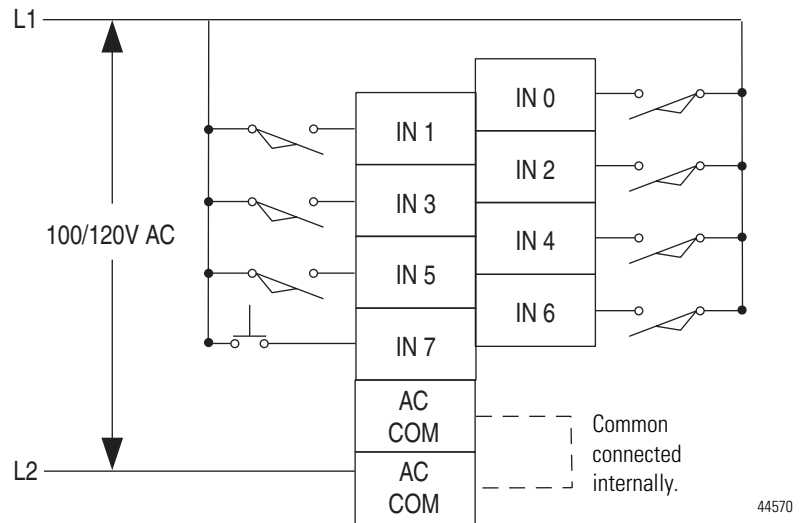 L1
IN 0
IN 1
IN 2
IN 3
100/120V AC
IN 4
IN 5
IN 6
IN 7
AC
COM
Common
connected
internally.
L2
AC
COM
44570